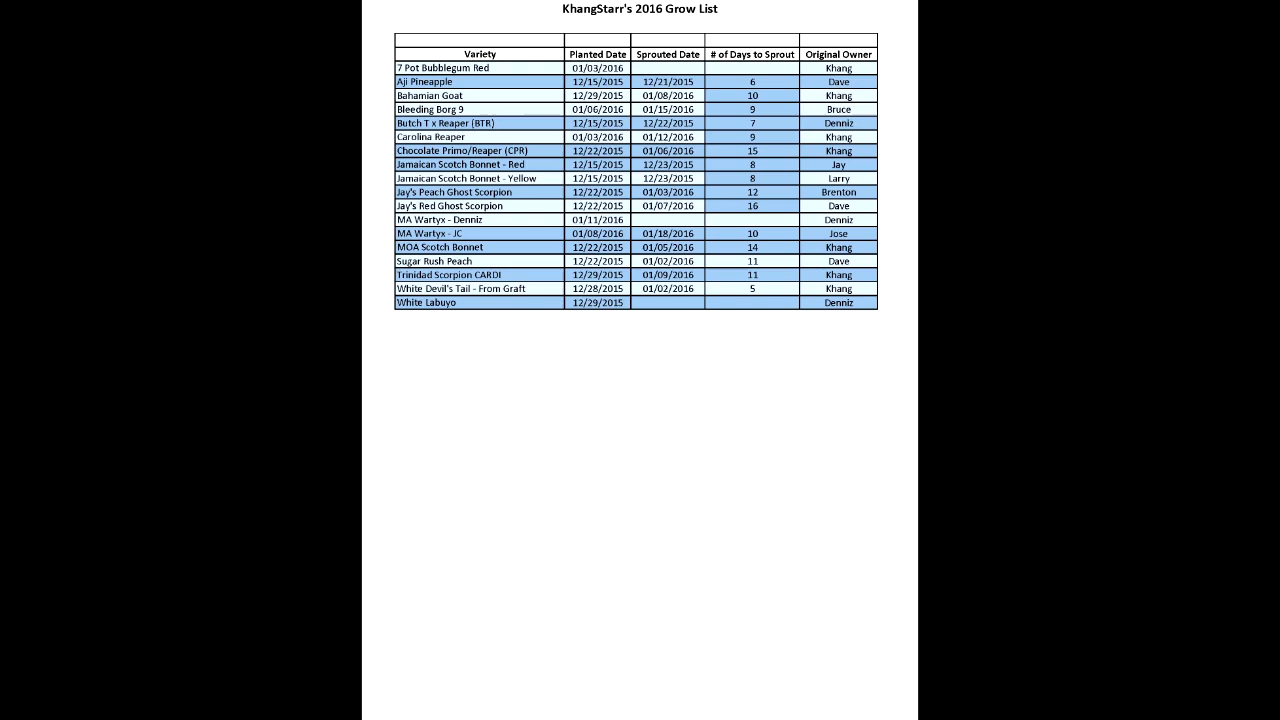 KhangStarr's 2016 Grow List
Variety Planted Date Sprouted Date # of Days to Sprout Original Owner
7 Pot Bubblegum Red 01/03/2016 Khang
Aji Pineapple 12/15/2015 12/21/2015 6 Dave
Bahamian Goat 12/29/2015 01/08/2016 10 Khang
Bleeding Borg 9 01/06/2016 01/15/2016 9 Bruce
Butch T x Reaper (BTR) 12/15/2015 12/22/2015 7 Denniz
Carolina Reaper 01/03/2016 01/12/2016 9 Khang
Chocolate Primo/Reaper (CPR) 12/22/2015 01/06/2016 15 Khang
Jamaican Scotch Bonnet - Red 12/15/2015 12/23/2015 8 Jay
Jamaican Scotch Bonnet - Yellow 12/15/2015 12/23/2015 8 Larry
Jay's Peach Ghost Scorpion 12/22/2015 01/03/2016 12 Brenton
Jay's Red Ghost Scorpion 12/22/2015 01/07/2016 16 Dave
MA Wartyx - Denniz 01/11/2016 Denniz
MA Wartyx - JC 01/08/2016 01/18/2016 10 Jose
MOA Scotch Bonnet 12/22/2015 01/05/2016 14 Khang
Sugar Rush Peach 12/22/2015 01/02/2016 11 Dave
Trinidad Scorpion CARDI 12/29/2015 01/09/2016 11 Khang
White Devil's Tail - From Graft 12/28/2015 01/02/2016 5 Khang
White Labuyo 12/29/2015 Denniz